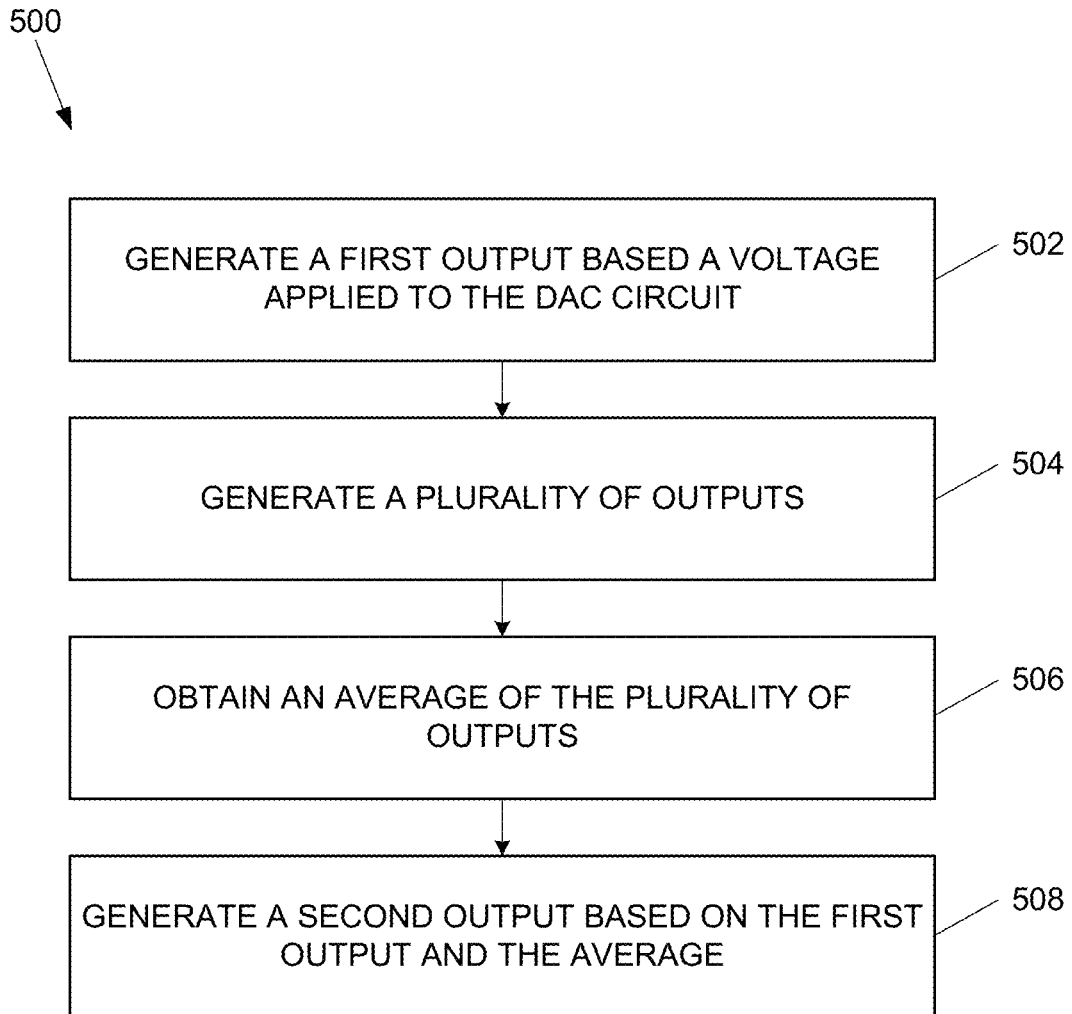 500
GENERATE A FIRST OUTPUT BASED A VOLTAGE
APPLIED TO THE DAC CIRCUIT
502
GENERATE A PLURALITY OF OUTPUTS
504
OBTAIN AN AVERAGE OF THE PLURALITY OF
OUTPUTS
506
GENERATE A SECOND OUTPUT BASED ON THE FIRST
OUTPUT AND THE AVERAGE
508